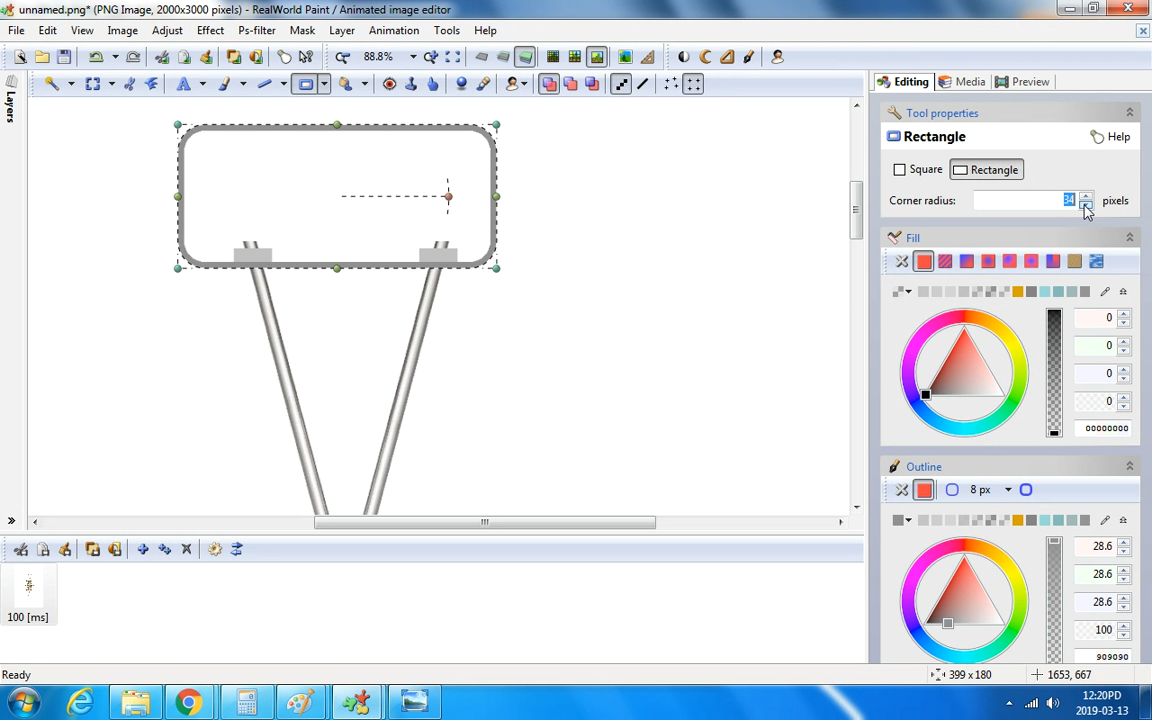 unnamed.png* (PNG Image, 2000x3000 pixels) - RealWorld Paint / Animated image editor
File Edit View Image Adjust Effect Ps-filter Mask Layer Animation Tools Help
88.8%
Layers
Editing Media Preview
Tool properties
Rectangle Help
Square Rectangle
Corner radius: 34 pixels
Fill
0
0
0
0
00000000
Outline
8 px
28.6
28.6
28.6
100
909090
100 [ms]
Ready 399 x 180 1653, 667
12:20PD
2019-03-13